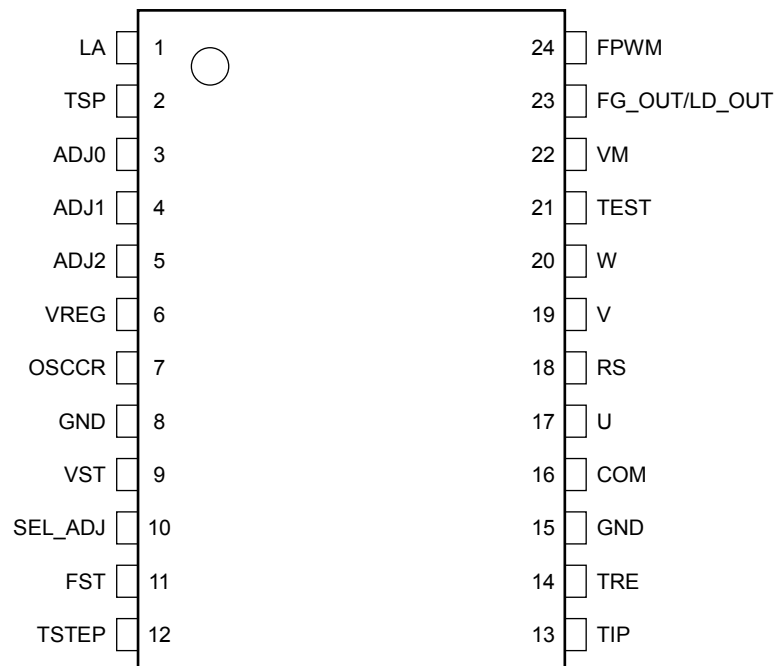 LA 1 24 FPWM
TSP 2 23 FG_OUT/LD_OUT
ADJ0 3 22 VM
ADJ1 4 21 TEST
ADJ2 5 20 W
VREG 6 19 V
OSCCR 7 18 RS
GND 8 17 U
VST 9 16 COM
SEL_ADJ 10 15 GND
FST 11 14 TRE
TSTEP 12 13 TIP